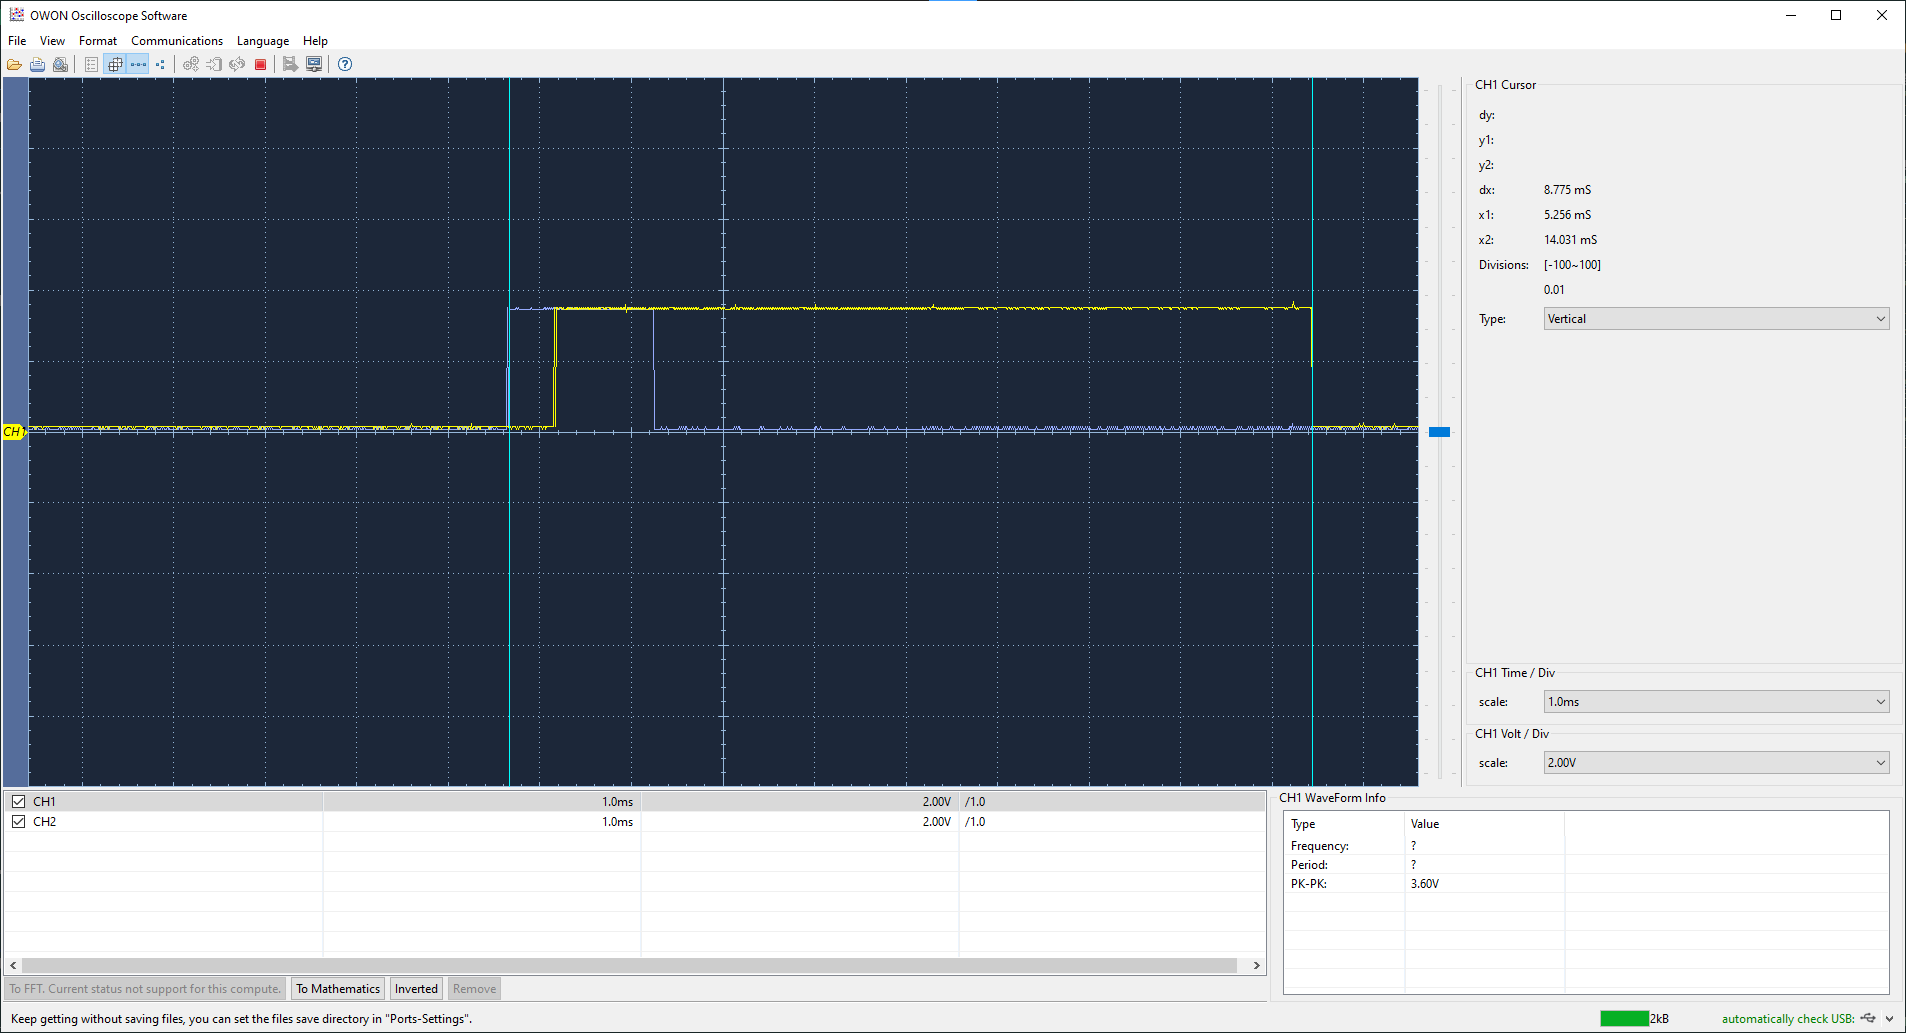 OWON Oscilloscope Software
File View Format Communications Language Help
CH1 Cursor
dy:
y1:
y2:
dx: 8.775 mS
x1: 5.256 mS
x2: 14.031 mS
Divisions: [-100~100]
0.01
Type: Vertical
CH1
CH1 Time / Div
scale: 1.0ms
CH1 Volt / Div
scale: 2.00V
CH1 1.0ms 2.00V /1.0
CH2 1.0ms 2.00V /1.0
CH1 WaveForm Info
Type Value
Frequency: ?
Period: ?
PK-PK: 3.60V
To FFT. Current status not support for this compute. To Mathematics Inverted Remove
Keep getting without saving files, you can set the files save directory in "Ports-Settings". 2kB automatically check USB: